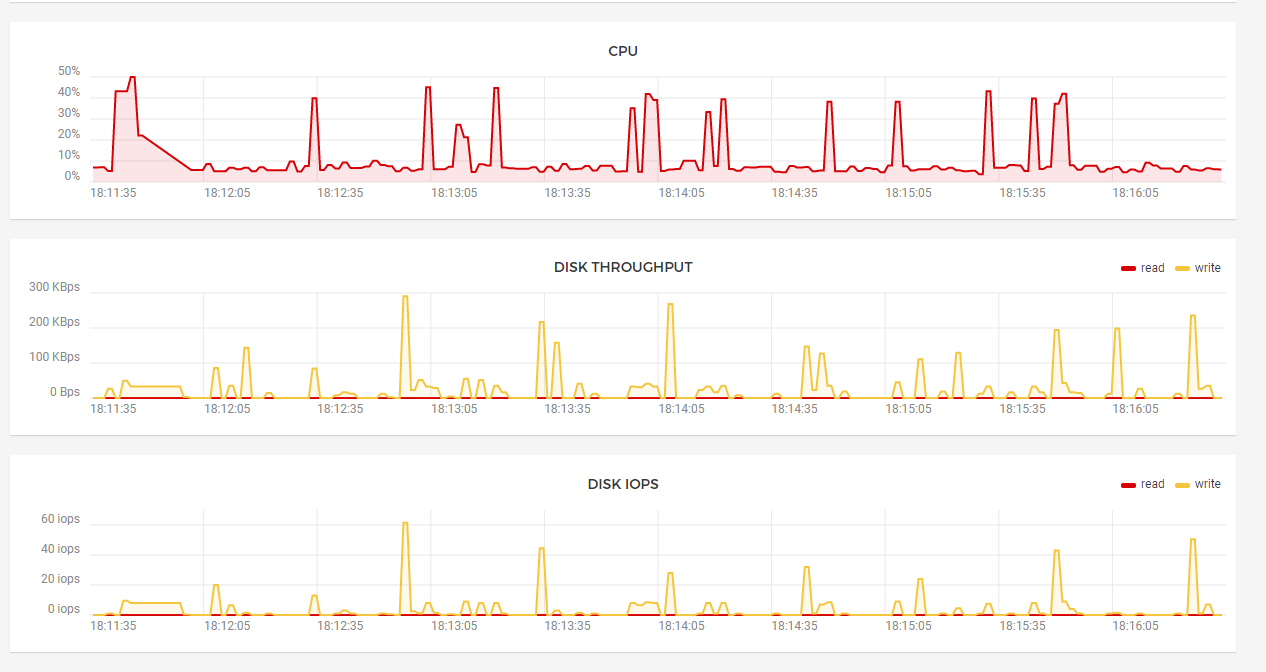 CPU
50%
40%
30%
20%
10%
0%
18:11:35 18:12:05 18:12:35 18:13:05 18:13:35 18:14:05 18:14:35 18:15:05 18:15:35 18:16:05
DISK THROUGHPUT
read write
300 KBps
200 KBps
100 KBps
0 Bps
18:11:35 18:12:05 18:12:35 18:13:05 18:13:35 18:14:05 18:14:35 18:15:05 18:15:35 18:16:05
DISK IOPS
read write
60 iops
40 iops
20 iops
0 iops
18:11:35 18:12:05 18:12:35 18:13:05 18:13:35 18:14:05 18:14:35 18:15:05 18:15:35 18:16:05